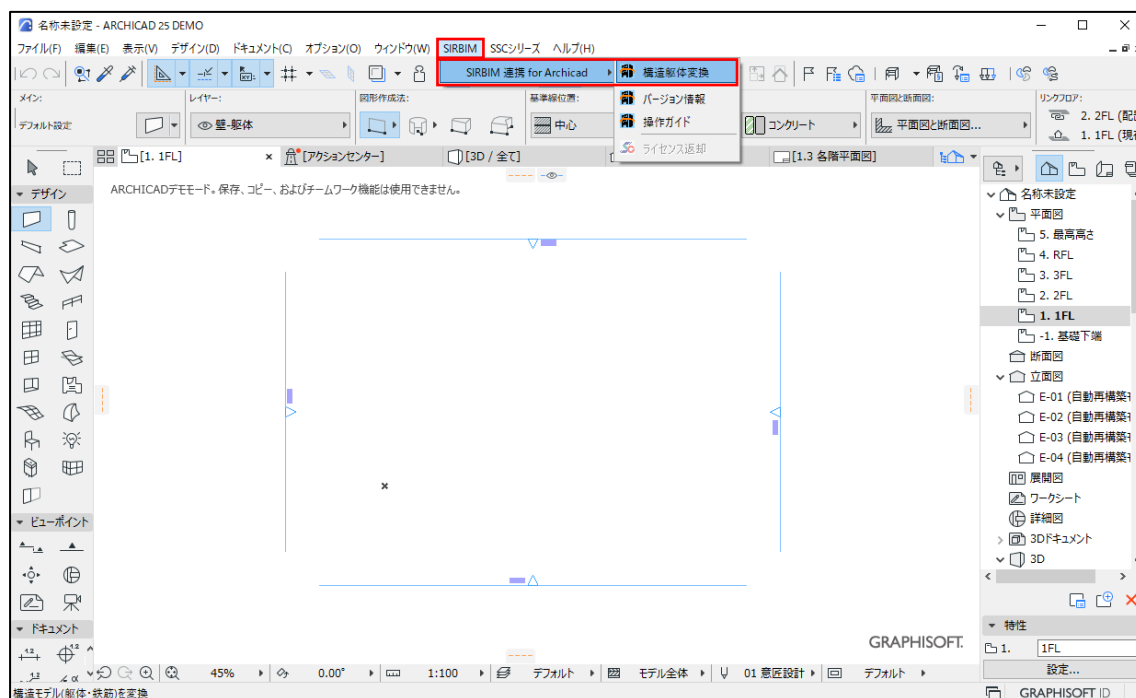 名称未設定 - ARCHICAD 25 DEMO
ファイル(F) 編集(E) 表示(V) デザイン(D) ドキュメント(C) オプション(O) ウィンドウ(W) SIRBIM SSCシリーズ ヘルプ(H)
SIRBIM 連携 for Archicad
構造躯体変換
バージョン情報
操作ガイド
ライセンス返却
メイン:
レイヤー:
図形作成法:
基準線位置:
平面図と断面図:
リンクフロア:
デフォルト設定
壁-躯体
中心
コンクリート
平面図と断面図...
2. 2FL (配
1. 1FL (現
[1. 1FL]
[アクションセンター]
[3D / 全て]
[1.3 各階平面図]
デザイン
ARCHICADデモモード。保存、コピー、およびチームワーク機能は使用できません。
名称未設定
平面図
5. 最高高さ
4. RFL
3. 3FL
2. 2FL
1. 1FL
-1. 基礎下端
断面図
立面図
E-01 (自動再構築
E-02 (自動再構築
E-03 (自動再構築
E-04 (自動再構築
展開図
ワークシート
詳細図
3Dドキュメント
3D
ビューポイント
ドキュメント
GRAPHISOFT.
特性
1.
1FL
設定...
45%
0.00°
1:100
デフォルト
モデル全体
01 意匠設計
デフォルト
構造モデル(躯体・鉄筋)を変換
GRAPHISOFT ID